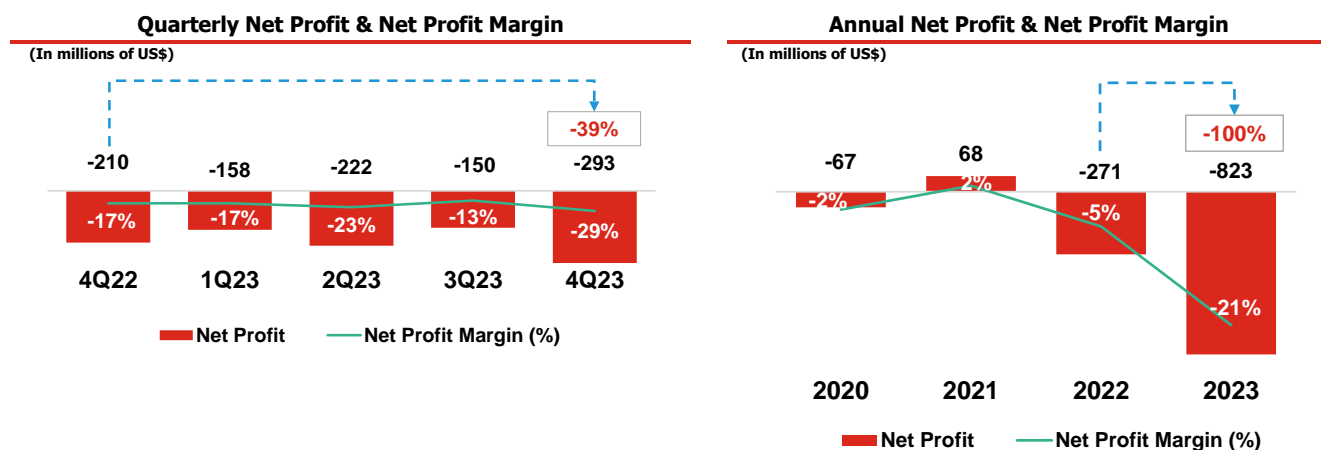 Quarterly Net Profit & Net Profit Margin
(In millions of US$)
-39%
-210 -158 -222 -150 -293
-17% -17% -23% -13% -29%
4Q22 1Q23 2Q23 3Q23 4Q23
Net Profit Net Profit Margin (%)
Annual Net Profit & Net Profit Margin
(In millions of US$)
-100%
-67 68 -271 -823
-2% 2% -5% -21%
2020 2021 2022 2023
Net Profit Net Profit Margin (%)